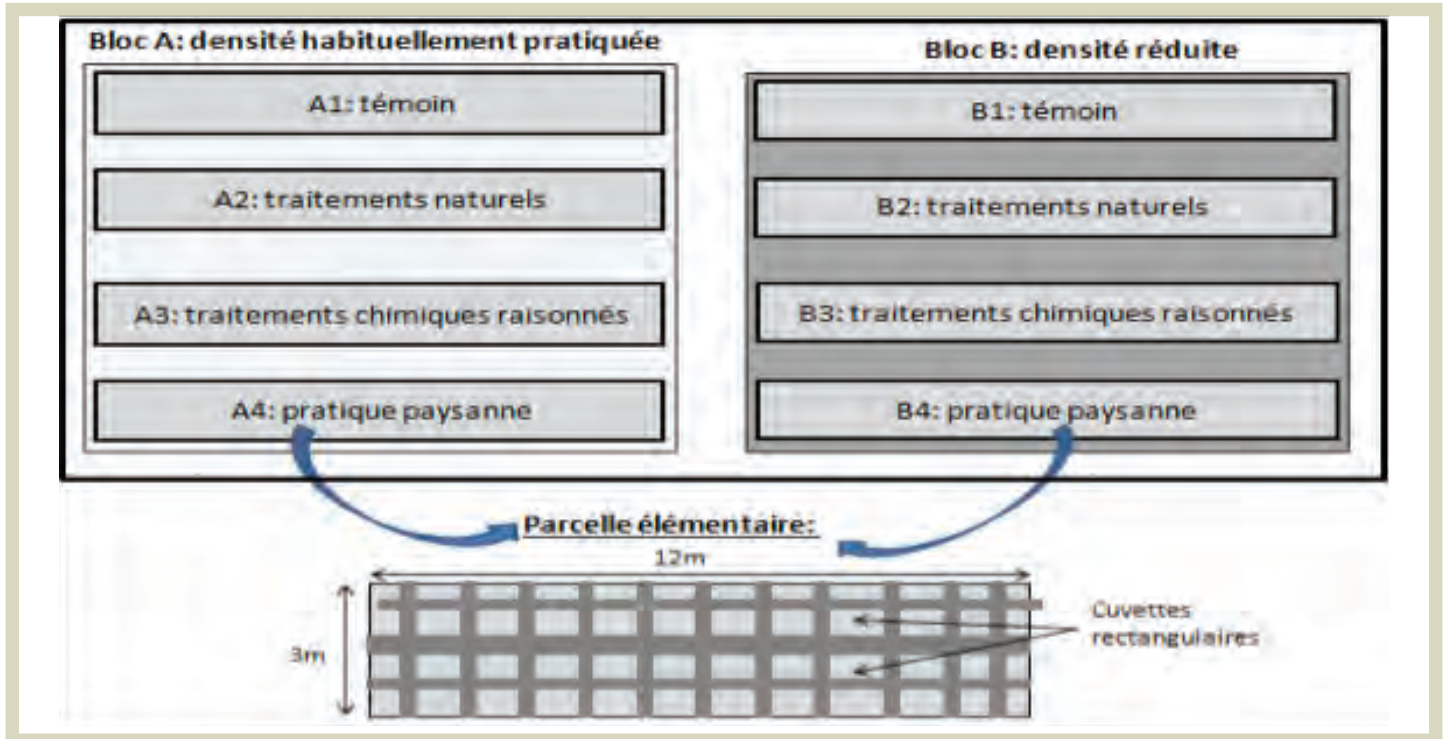 Bloc A: densité habituellement pratiquée
A1: témoin
A2: traitements naturels
A3: traitements chimiques raisonnés
A4: pratique paysanne
Bloc B: densité réduite
B1: témoin
B2: traitements naturels
B3: traitements chimiques raisonnés
B4: pratique paysanne
Parcelle élémentaire:
12m
3m
Cuvettes
rectangulaires